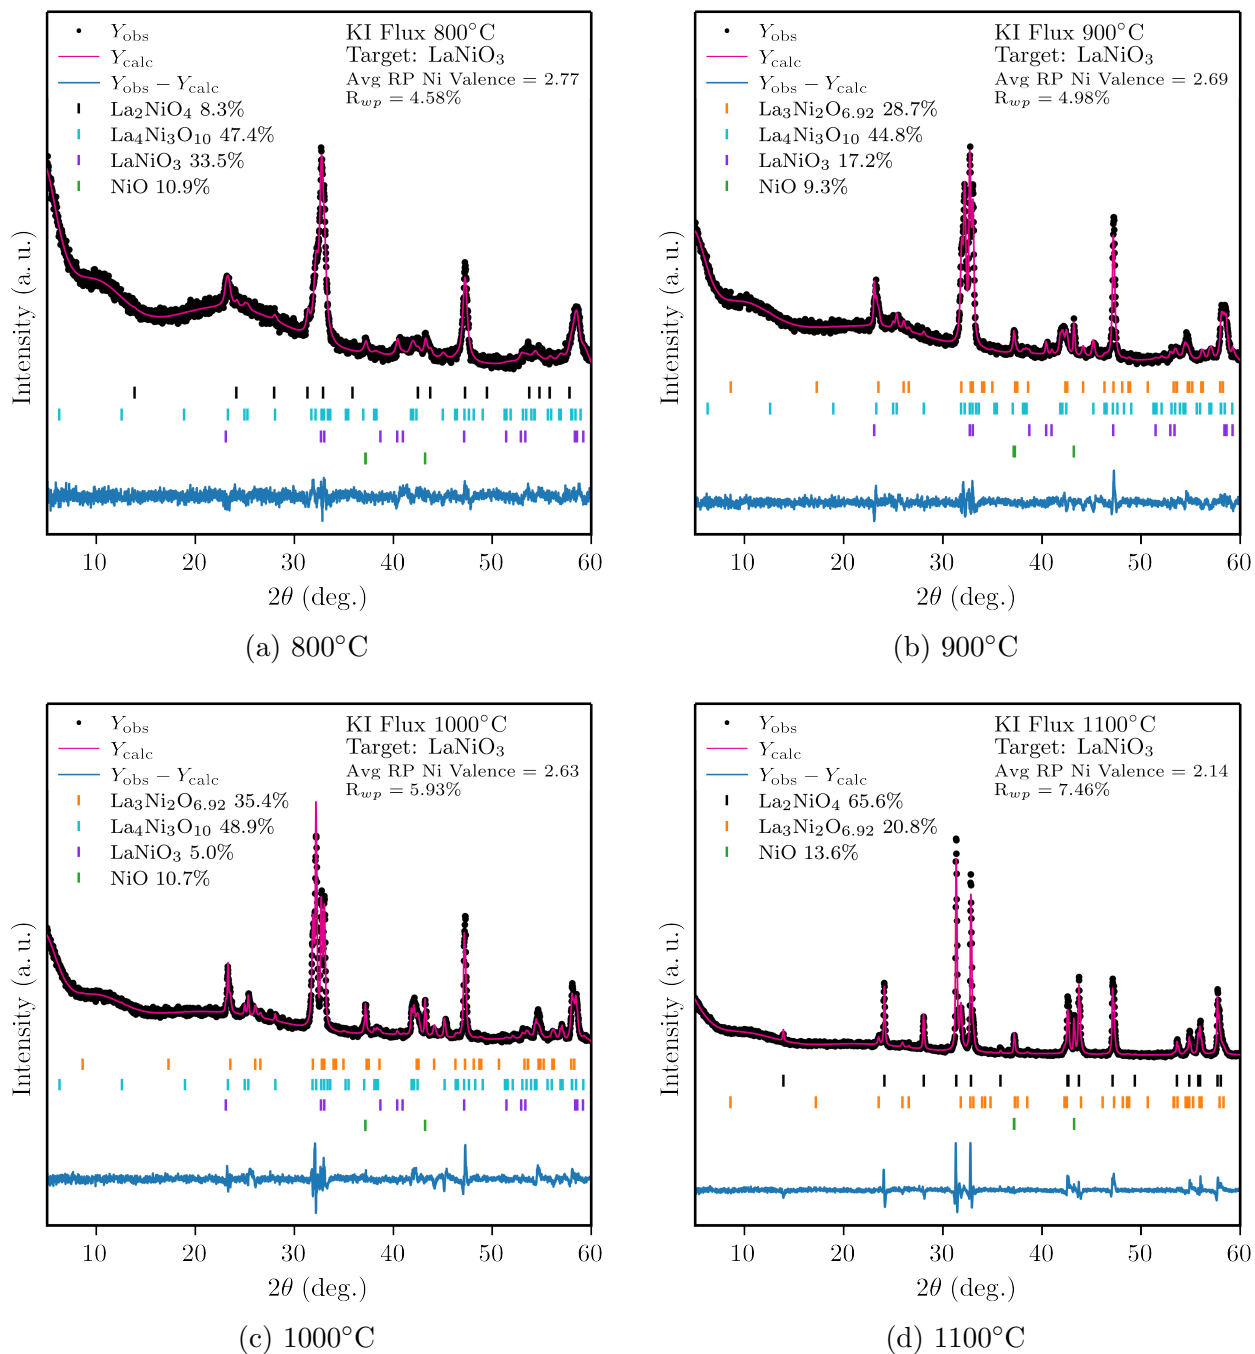 Y_obs
Y_calc
Y_obs − Y_calc
La₂NiO₄ 8.3%
La₄Ni₃O₁₀ 47.4%
LaNiO₃ 33.5%
NiO 10.9%
KI Flux 800°C
Target: LaNiO₃
Avg RP Ni Valence = 2.77
R_wp = 4.58%
Intensity (a. u.)
10 20 30 40 50 60
2θ (deg.)
(a) 800°C
Y_obs
Y_calc
Y_obs − Y_calc
La₃Ni₂O₆.₉₂ 28.7%
La₄Ni₃O₁₀ 44.8%
LaNiO₃ 17.2%
NiO 9.3%
KI Flux 900°C
Target: LaNiO₃
Avg RP Ni Valence = 2.69
R_wp = 4.98%
Intensity (a. u.)
10 20 30 40 50 60
2θ (deg.)
(b) 900°C
Y_obs
Y_calc
Y_obs − Y_calc
La₃Ni₂O₆.₉₂ 35.4%
La₄Ni₃O₁₀ 48.9%
LaNiO₃ 5.0%
NiO 10.7%
KI Flux 1000°C
Target: LaNiO₃
Avg RP Ni Valence = 2.63
R_wp = 5.93%
Intensity (a. u.)
10 20 30 40 50 60
2θ (deg.)
(c) 1000°C
Y_obs
Y_calc
Y_obs − Y_calc
La₂NiO₄ 65.6%
La₃Ni₂O₆.₉₂ 20.8%
NiO 13.6%
KI Flux 1100°C
Target: LaNiO₃
Avg RP Ni Valence = 2.14
R_wp = 7.46%
Intensity (a. u.)
10 20 30 40 50 60
2θ (deg.)
(d) 1100°C